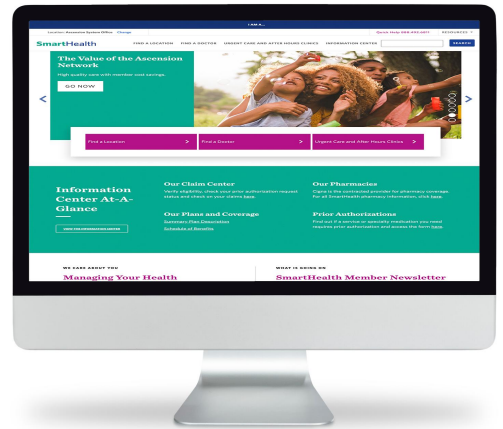 I AM A...
Location: Ascension System Office Change
Quick Help 888-492-6811
RESOURCES
SmartHealth
FIND A LOCATION FIND A DOCTOR URGENT CARE AND AFTER HOURS CLINICS INFORMATION CENTER
SEARCH
The Value of the Ascension
Network
High quality care with member cost savings.
GO NOW
Find a Location > Find a Doctor > Urgent Care and After Hours Clinics >
Information
Center At-A-
Glance
VIEW INFORMATION CENTER
Our Claim Center
Verify eligibility, check your prior authorization request
status and check on your claims here.
Our Plans and Coverage
Summary Plan Description
Schedule of Benefits
Our Pharmacies
Cigna is the contracted provider for pharmacy coverage.
For all SmartHealth pharmacy information, click here.
Prior Authorizations
Find out if a service or specialty medication you need
requires prior authorization and access the form here.
WE CARE ABOUT YOU
Managing Your Health
WHAT IS GOING ON
SmartHealth Member Newsletter